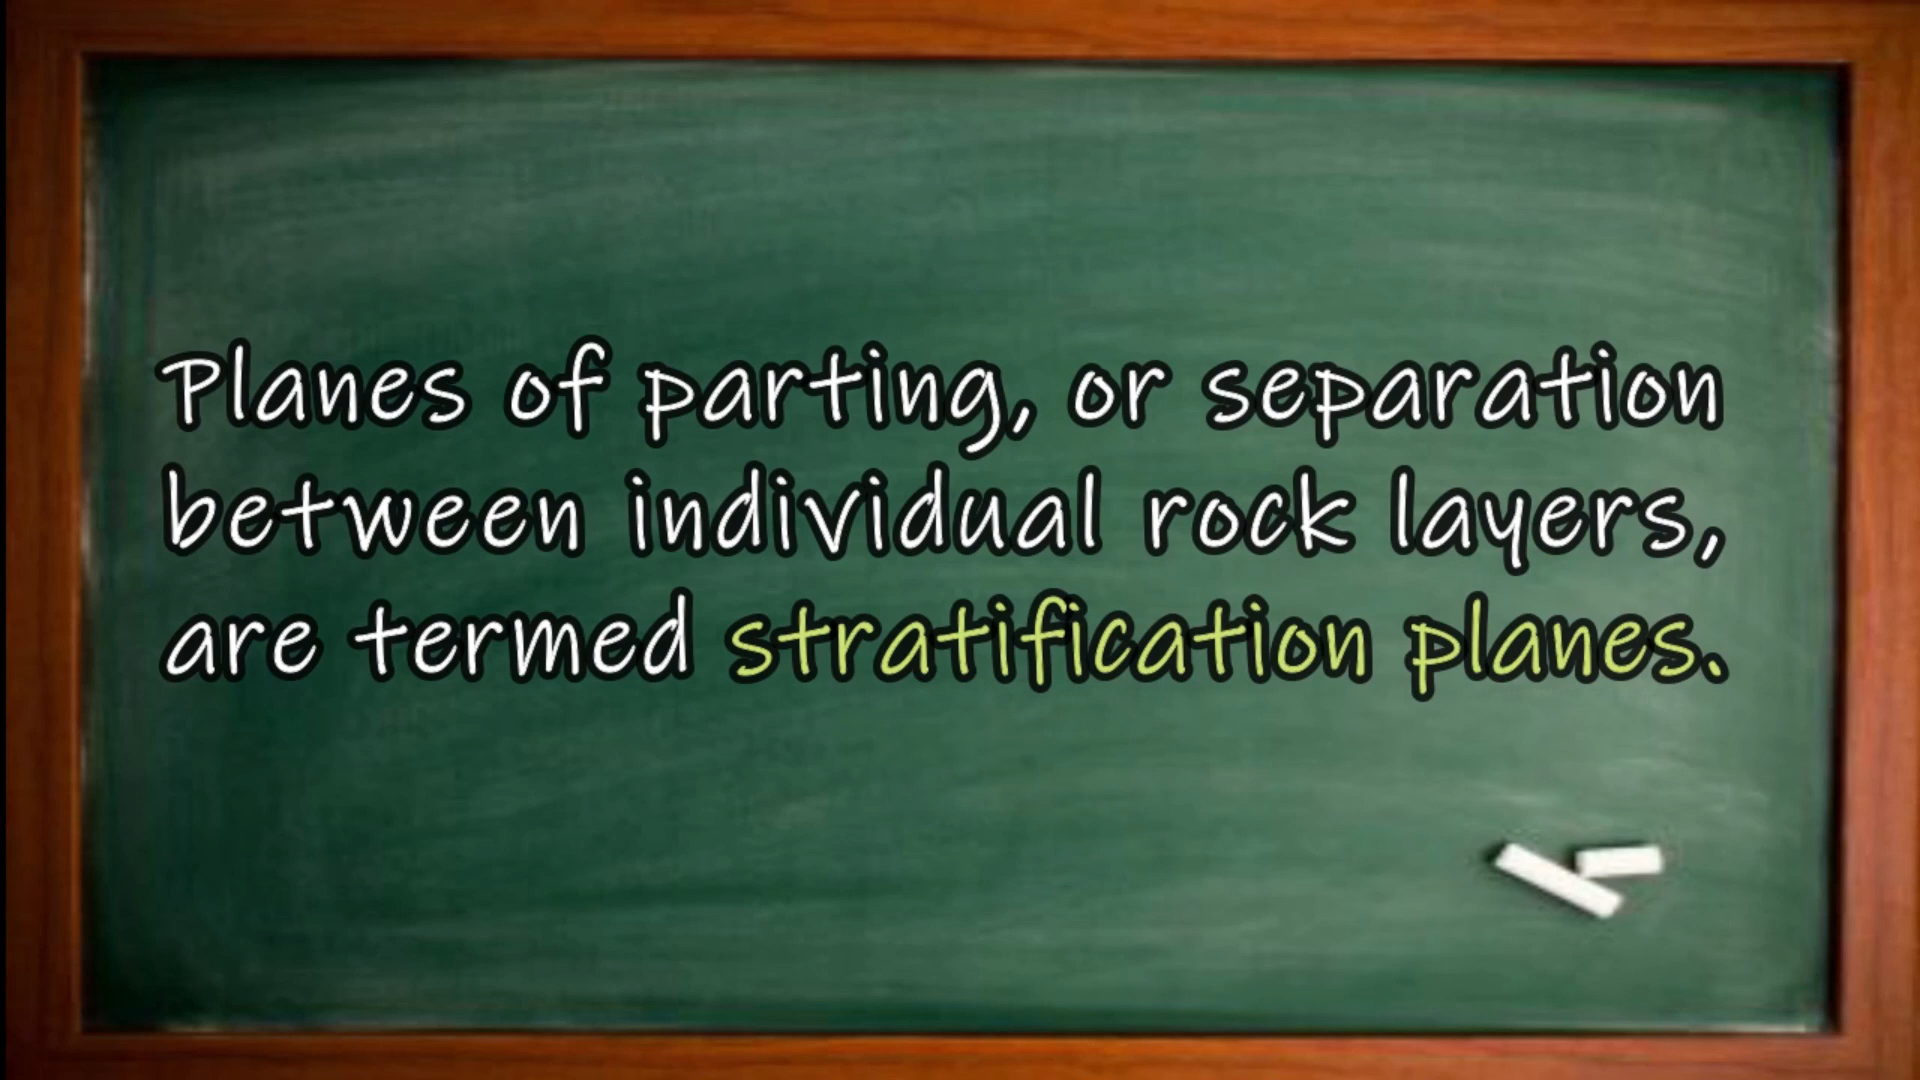 Planes of parting, or separation
between individual rock layers,
are termed stratification planes.